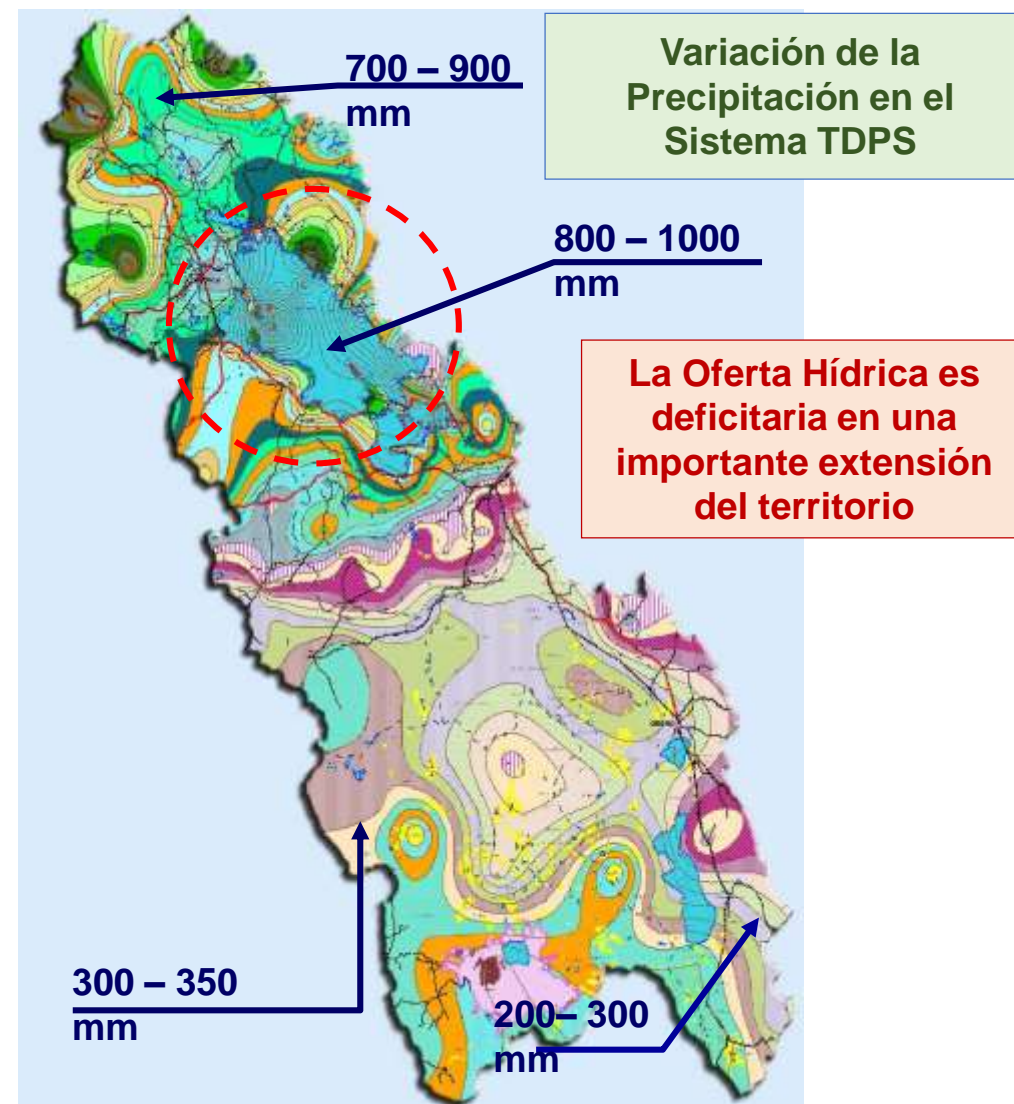 700 – 900
mm
Variación de la
Precipitación en el
Sistema TDPS
800 – 1000
mm
La Oferta Hídrica es
deficitaria en una
importante extensión
del territorio
300 – 350
mm
200– 300
mm